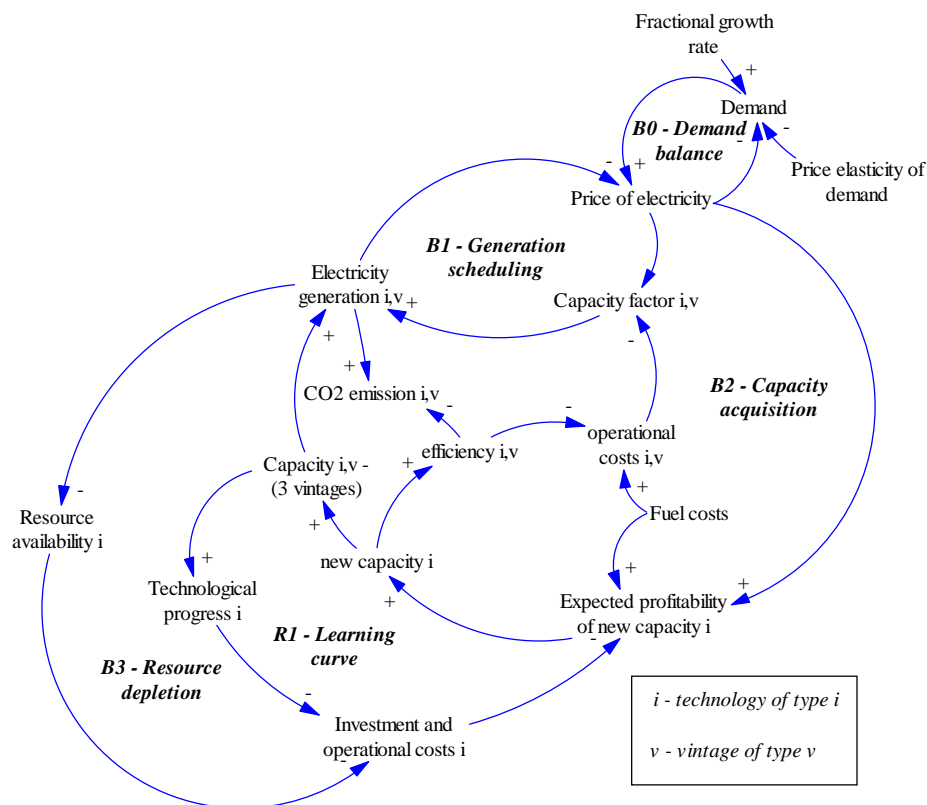 Fractional growth
rate
+
Demand
B0 - Demand
balance
-
-
-
+
Price elasticity of
demand
Price of electricity
B1 - Generation
scheduling
Electricity
generation i,v
+
Capacity factor i,v
+
+
-
CO2 emission i,v
-
-
B2 - Capacity
acquisition
operational
costs i,v
efficiency i,v
+
Capacity i,v -
(3 vintages)
-
+
Resource
availability i
Fuel costs
+
new capacity i
+
+
+
+
Technological
progress i
Expected profitability
of new capacity i
-
R1 - Learning
curve
B3 - Resource
depletion
-
i - technology of type i
Investment and
operational costs i
v - vintage of type v
-